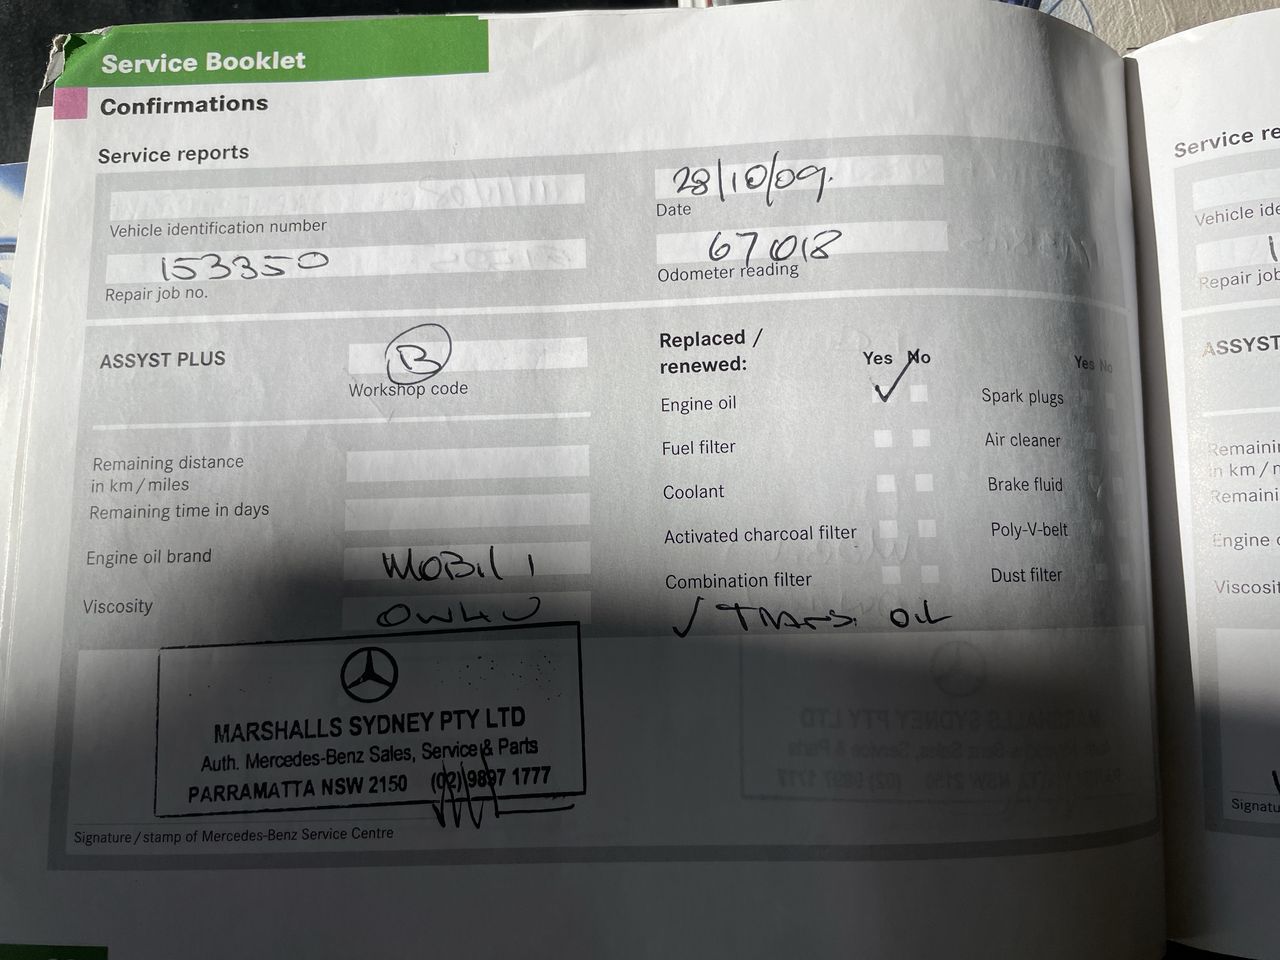 Service Booklet
Confirmations
Service reports
Vehicle identification number
28/10/09.
Date
153350
Repair job no.
67018
Odometer reading
ASSYST PLUS
B
Workshop code
Replaced /
renewed:
Yes No
Yes No
Engine oil
Spark plugs
Fuel filter
Air cleaner
Coolant
Brake fluid
Activated charcoal filter
Poly-V-belt
Combination filter
Dust filter
✓ TRANS. OIL
Remaining distance
in km / miles
Remaining time in days
Engine oil brand
MOBIL 1
Viscosity
0W40
MARSHALLS SYDNEY PTY LTD
Auth. Mercedes-Benz Sales, Service & Parts
PARRAMATTA NSW 2150 (02) 9897 1777
Signature / stamp of Mercedes-Benz Service Centre
Service re
Vehicle ide
Repair job
ASSYST
Remaini
in km / m
Remaini
Engine o
Viscosit
Signatu